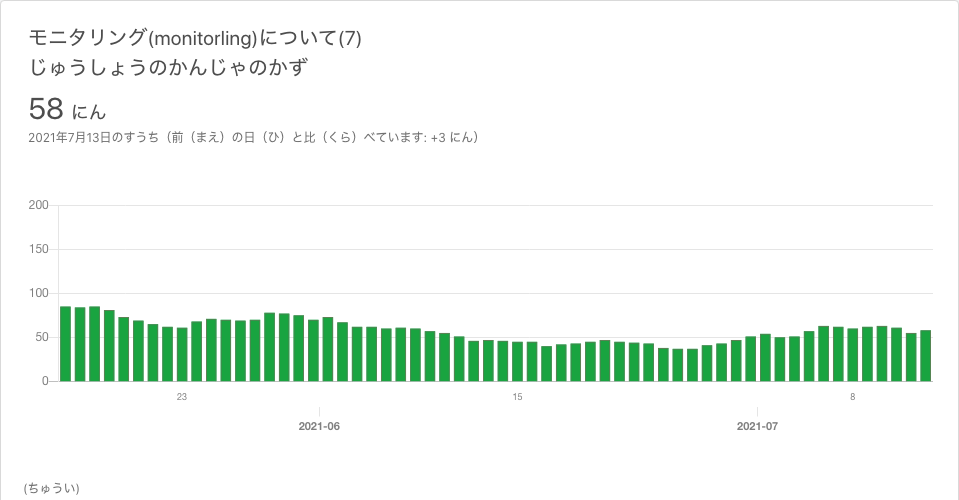 モニタリング(monitorling)について(7)
じゅうしょうのかんじゃのかず
58 にん
2021年7月13日のすうち（前（まえ）の日（ひ）と比（くら）べています: +3 にん）
200
150
100
50
0
23
15
8
2021-06
2021-07
(ちゅうい)